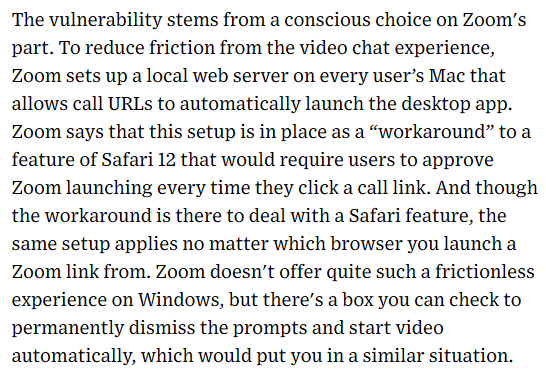 The vulnerability stems from a conscious choice on Zoom's
part. To reduce friction from the video chat experience,
Zoom sets up a local web server on every user’s Mac that
allows call URLs to automatically launch the desktop app.
Zoom says that this setup is in place as a “workaround” to a
feature of Safari 12 that would require users to approve
Zoom launching every time they click a call link. And though
the workaround is there to deal with a Safari feature, the
same setup applies no matter which browser you launch a
Zoom link from. Zoom doesn't offer quite such a frictionless
experience on Windows, but there's a box you can check to
permanently dismiss the prompts and start video
automatically, which would put you in a similar situation.